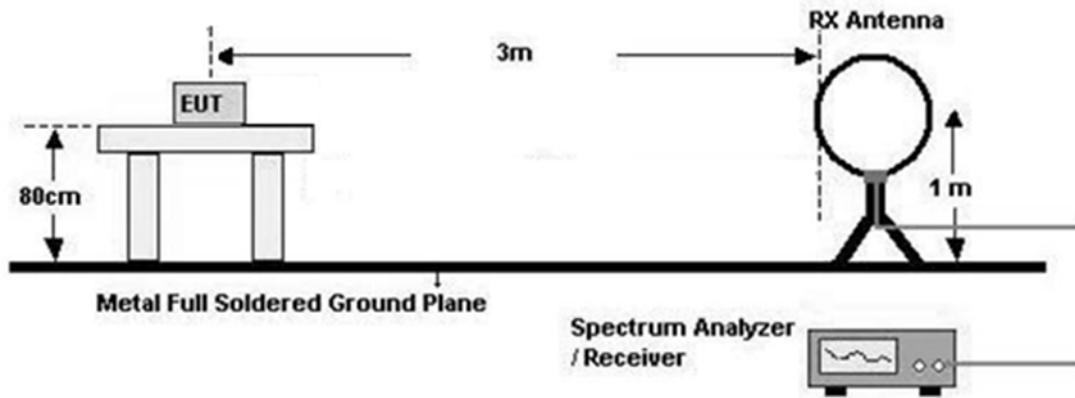 RX Antenna
3m
EUT
80cm
1 m
Metal Full Soldered Ground Plane
Spectrum Analyzer
/ Receiver